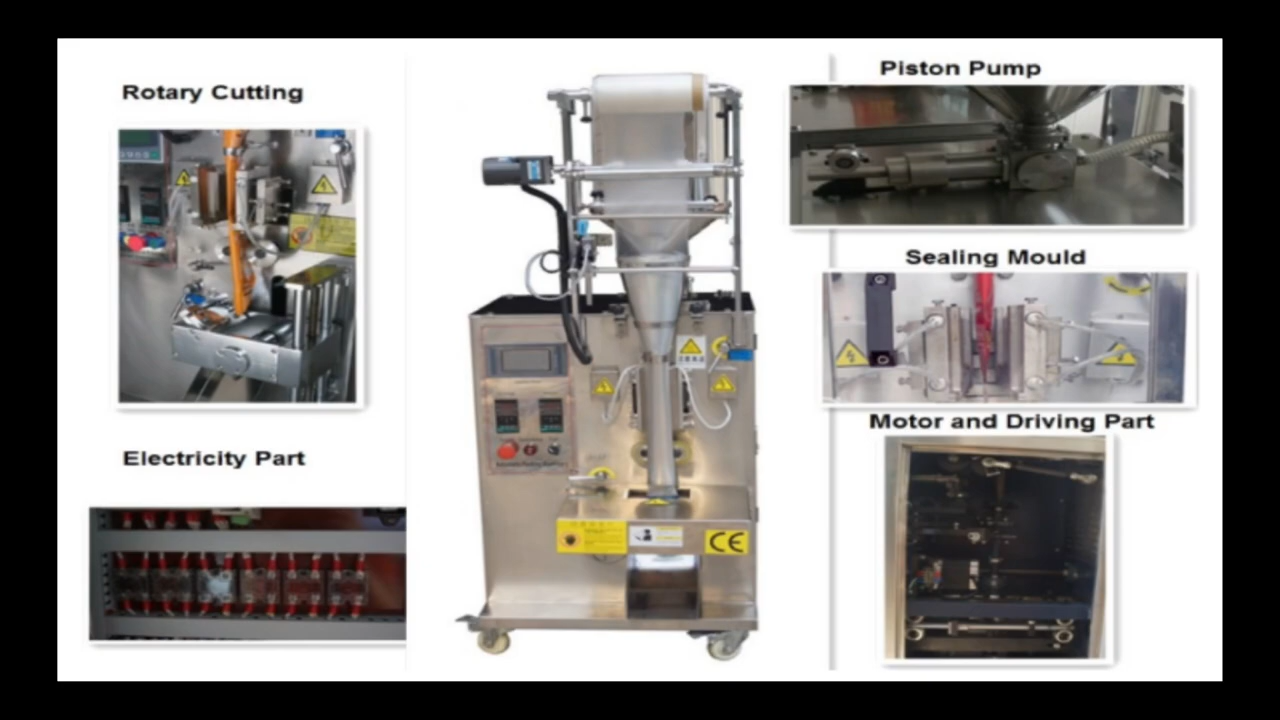 Rotary Cutting
Electricity Part
Piston Pump
Sealing Mould
Motor and Driving Part
CE